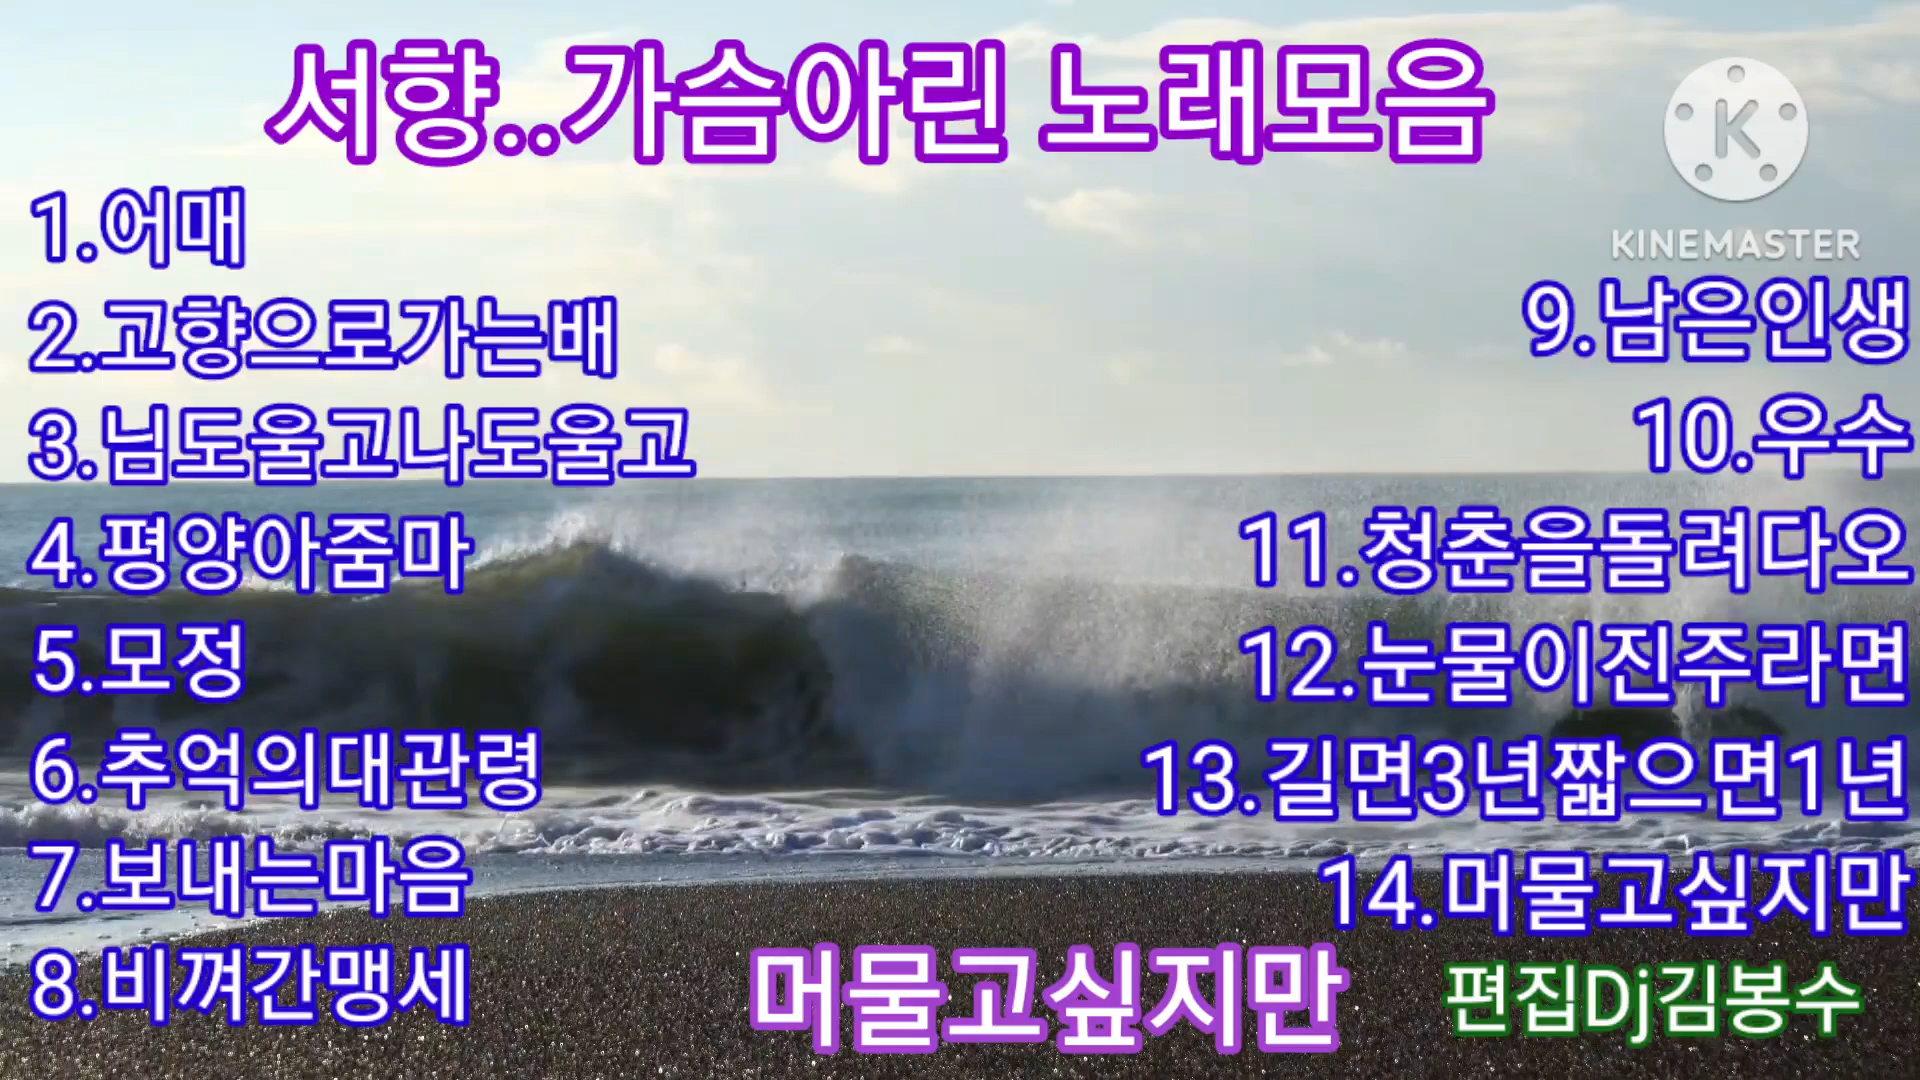 서향..가슴아린 노래모음
KINEMASTER
1.어매
2.고향으로가는배
3.님도울고나도울고
4.평양아줌마
5.모정
6.추억의대관령
7.보내는마음
8.비껴간맹세
9.남은인생
10.우수
11.청춘을돌려다오
12.눈물이진주라면
13.길면3년짧으면1년
14.머물고싶지만
머물고싶지만
편집Dj김봉수